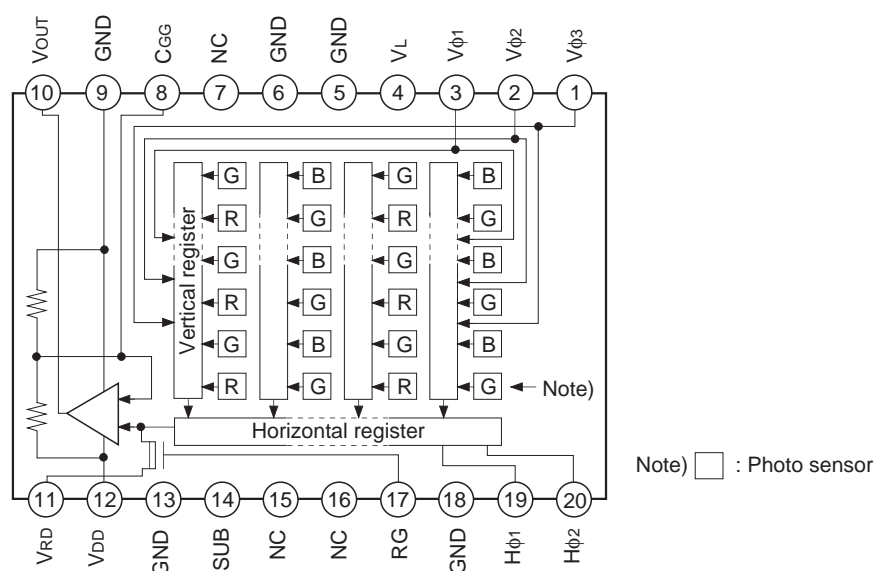 VOUT GND CGG NC GND GND VL Vφ1 Vφ2 Vφ3
10 9 8 7 6 5 4 3 2 1
Vertical register
G B G B
R G R G
G B G B
R G R G
G B G B
R G R G
Note)
Horizontal register
Note) : Photo sensor
11 12 13 14 15 16 17 18 19 20
VRD VDD GND SUB NC NC RG GND Hφ1 Hφ2